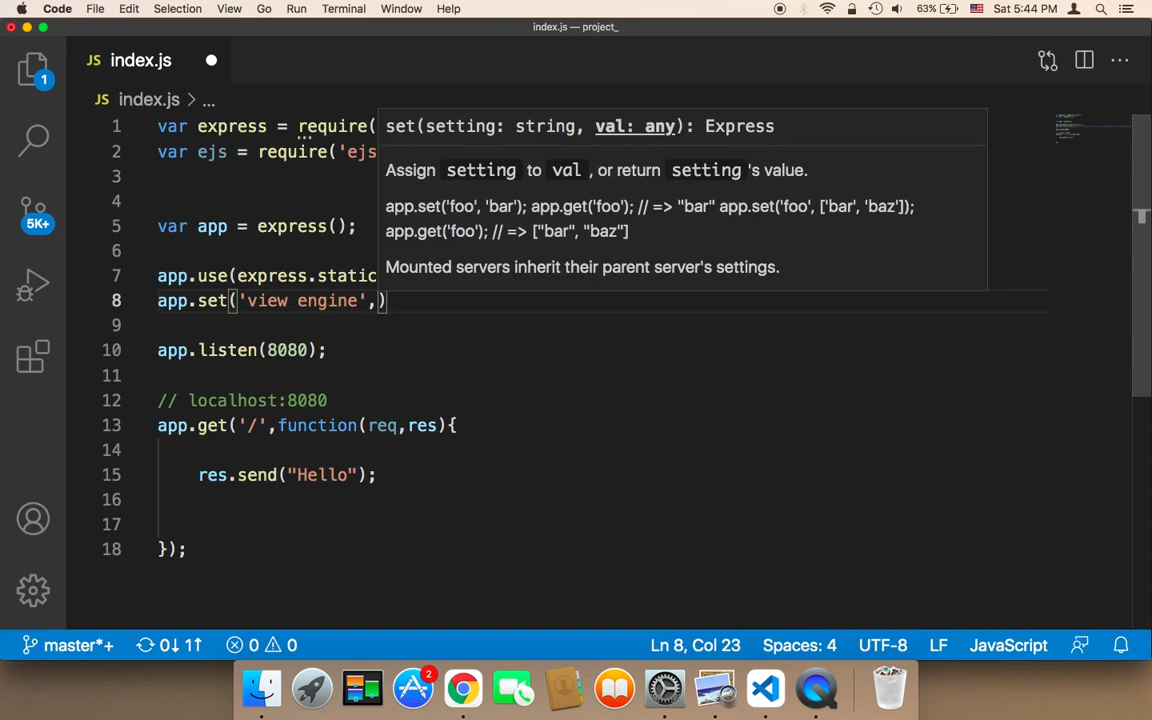 Code File Edit Selection View Go Run Terminal Window Help 63% Sat 5:44 PM
index.js — project_
1
JS index.js
JS index.js > ...
1 var express = require(
2 var ejs = require('ejs
3
4
5 var app = express();
6
7 app.use(express.static
8 app.set('view engine',)
9
10 app.listen(8080);
11
12 // localhost:8080
13 app.get('/',function(req,res){
14
15 res.send("Hello");
16
17
18 });
set(setting: string, val: any): Express
Assign setting to val , or return setting 's value.
app.set('foo', 'bar'); app.get('foo'); // => "bar" app.set('foo', ['bar', 'baz']);
app.get('foo'); // => ["bar", "baz"]
Mounted servers inherit their parent server's settings.
5K+
master*+ 0↓ 1↑ 0 0 Ln 8, Col 23 Spaces: 4 UTF-8 LF JavaScript
2